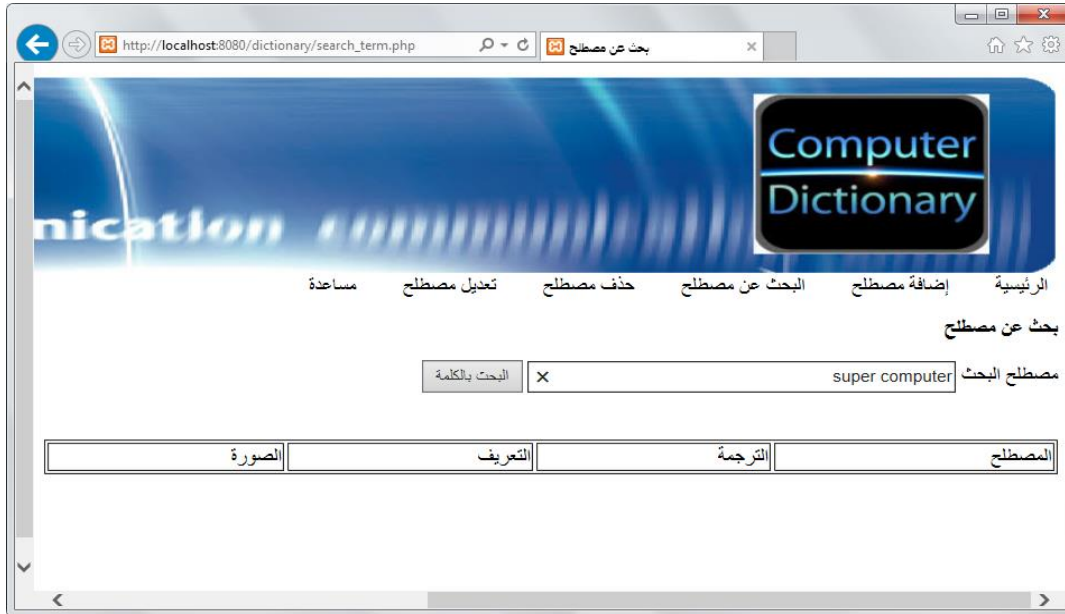 http://localhost:8080/dictionary/search_term.php
بحث عن مصطلح
Computer
Dictionary
nication
الرئيسية إضافة مصطلح البحث عن مصطلح حذف مصطلح تعديل مصطلح مساعدة
بحث عن مصطلح
مصطلح البحث super computer البحث بالكلمة
المصطلح الترجمة التعريف الصورة